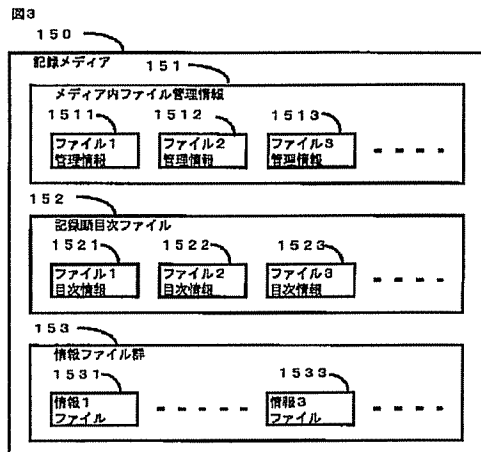 図3
150
記録メディア
151
メディア内ファイル管理情報
1511 1512 1513
ファイル1 ファイル2 ファイル3
管理情報 管理情報 管理情報
152
記録順目次ファイル
1521 1522 1523
ファイル1 ファイル2 ファイル3
目次情報 目次情報 目次情報
153
情報ファイル群
1531 1533
情報1 情報3
ファイル ファイル